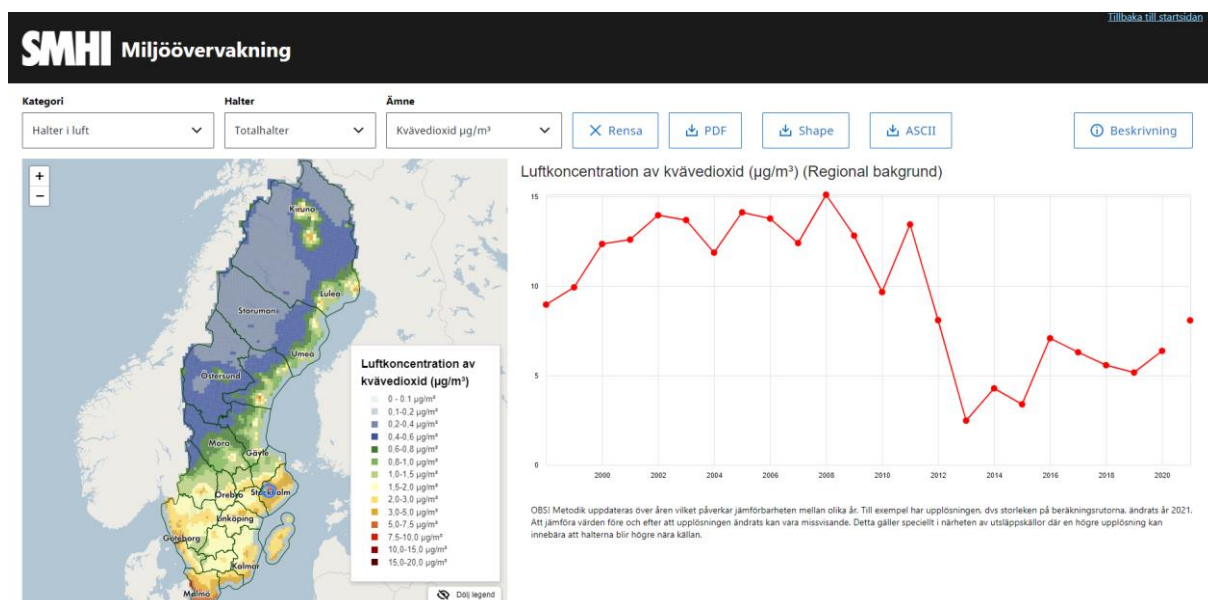 Tillbaka till startsidan
SMHI Miljöövervakning
Kategori
Halter i luft
Halter
Totalhalter
Ämne
Kvävedioxid µg/m³
Rensa
PDF
Shape
ASCII
Beskrivning
+
−
Kiruna
Luleå
Storuman
Umeå
Östersund
Mora
Gävle
Örebro
Stockholm
Linköping
Göteborg
Kalmar
Malmö
Luftkoncentration av
kvävedioxid (µg/m³)
0 - 0.1 µg/m³
0,1-0,2 µg/m³
0,2-0,4 µg/m³
0,4-0,6 µg/m³
0,6-0,8 µg/m³
0,8-1,0 µg/m³
1,0-1,5 µg/m³
1,5-2,0 µg/m³
2,0-3,0 µg/m³
3,0-5,0 µg/m³
5,0-7,5 µg/m³
7,5-10,0 µg/m³
10,0-15,0 µg/m³
15,0-20,0 µg/m³
Dölj legend
Luftkoncentration av kvävedioxid (µg/m³) (Regional bakgrund)
15
10
5
0
2000 2002 2004 2006 2008 2010 2012 2014 2016 2018 2020
OBS! Metodik uppdateras över åren vilket påverkar jämförbarheten mellan olika år. Till exempel har upplösningen, dvs storleken på beräkningsrutorna, ändrats år 2021.
Att jämföra värden före och efter att upplösningen ändrats kan vara missvisande. Detta gäller speciellt i närheten av utsläppskällor där en högre upplösning kan
innebära att halterna blir högre nära källan.